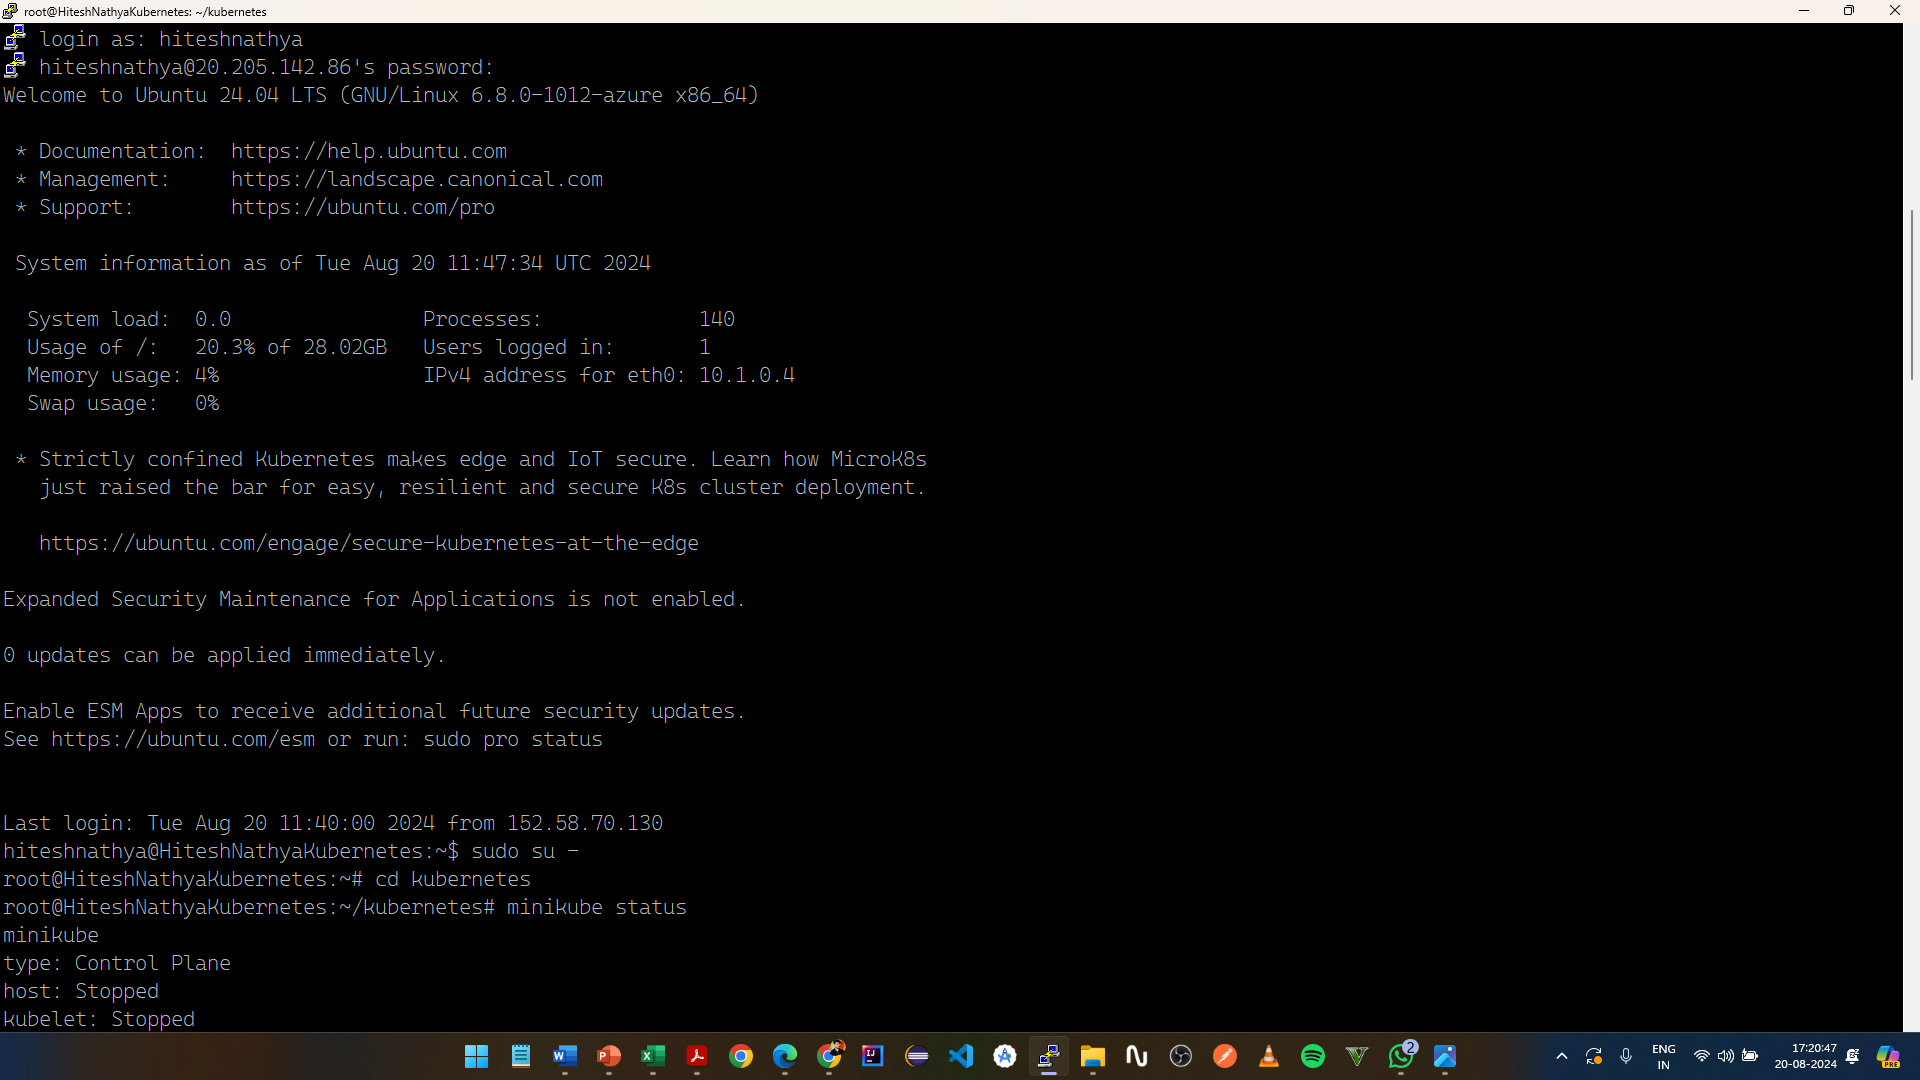 root@HiteshNathyaKubernetes: ~/kubernetes
login as: hiteshnathya
hiteshnathya@20.205.142.86's password:
Welcome to Ubuntu 24.04 LTS (GNU/Linux 6.8.0-1012-azure x86_64)
* Documentation:  https://help.ubuntu.com
* Management:     https://landscape.canonical.com
* Support:        https://ubuntu.com/pro
System information as of Tue Aug 20 11:47:34 UTC 2024
System load:  0.0                Processes:             140
Usage of /:   20.3% of 28.02GB   Users logged in:       1
Memory usage: 4%                 IPv4 address for eth0: 10.1.0.4
Swap usage:   0%
* Strictly confined Kubernetes makes edge and IoT secure. Learn how MicroK8s
just raised the bar for easy, resilient and secure K8s cluster deployment.
https://ubuntu.com/engage/secure-kubernetes-at-the-edge
Expanded Security Maintenance for Applications is not enabled.
0 updates can be applied immediately.
Enable ESM Apps to receive additional future security updates.
See https://ubuntu.com/esm or run: sudo pro status
Last login: Tue Aug 20 11:40:00 2024 from 152.58.70.130
hiteshnathya@HiteshNathyaKubernetes:~$ sudo su -
root@HiteshNathyaKubernetes:~# cd kubernetes
root@HiteshNathyaKubernetes:~/kubernetes# minikube status
minikube
type: Control Plane
host: Stopped
kubelet: Stopped
2
ENG
IN
17:20:47
20-08-2024
PRE